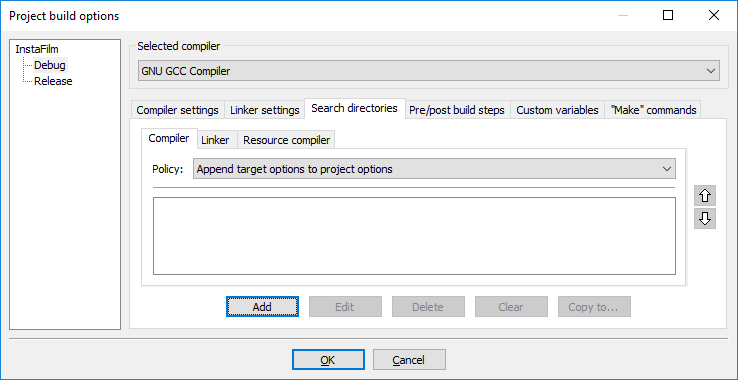 Project build options
InstaFilm
Debug
Release
Selected compiler
GNU GCC Compiler
Compiler settings Linker settings Search directories Pre/post build steps Custom variables "Make" commands
Compiler Linker Resource compiler
Policy: Append target options to project options
Add Edit Delete Clear Copy to...
OK Cancel